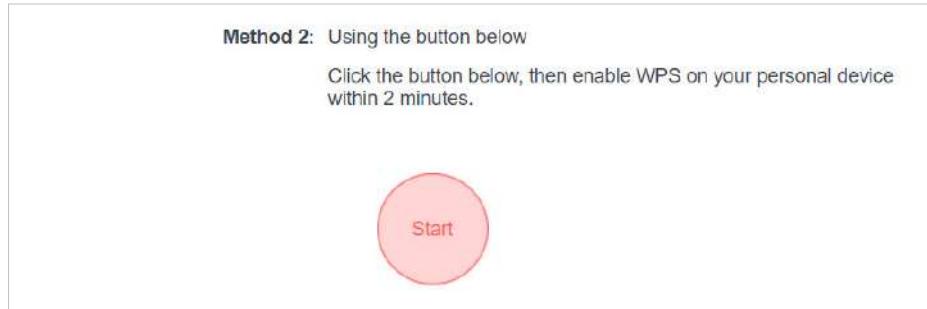 Method 2: Using the button below
Click the button below, then enable WPS on your personal device
within 2 minutes.
Start